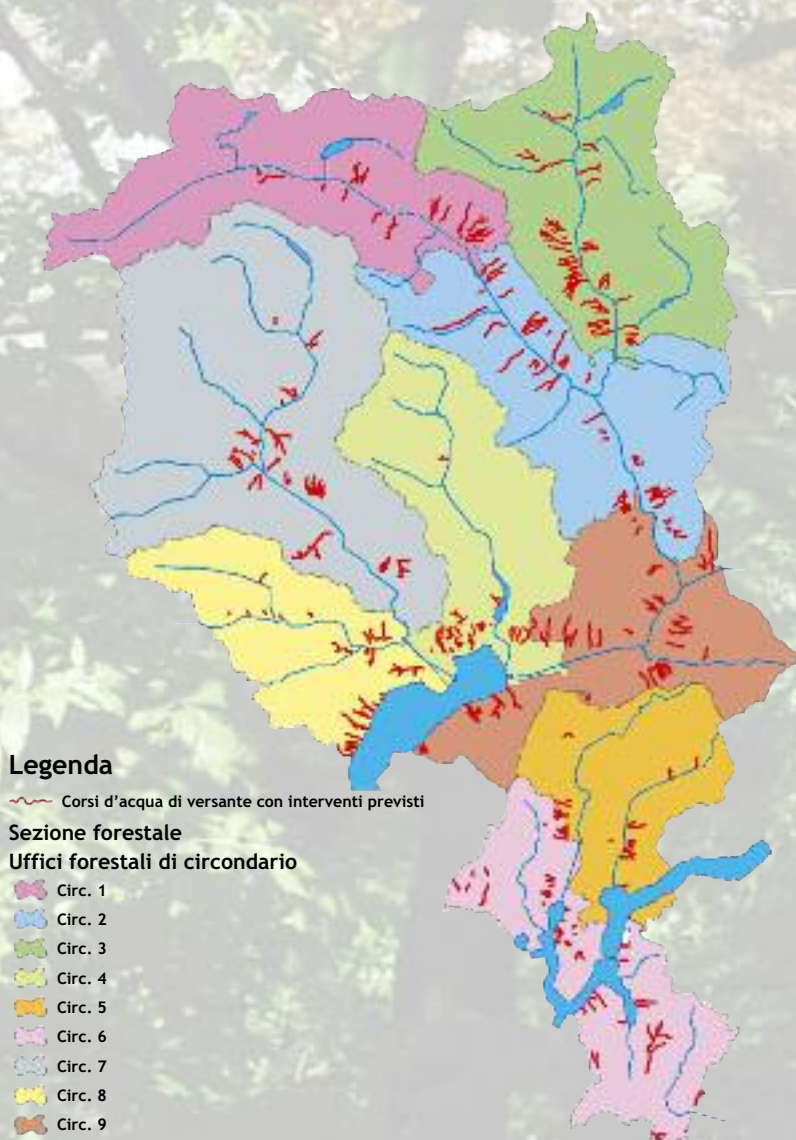 Legenda
Corsi d'acqua di versante con interventi previsti
Sezione forestale
Uffici forestali di circondario
Circ. 1
Circ. 2
Circ. 3
Circ. 4
Circ. 5
Circ. 6
Circ. 7
Circ. 8
Circ. 9